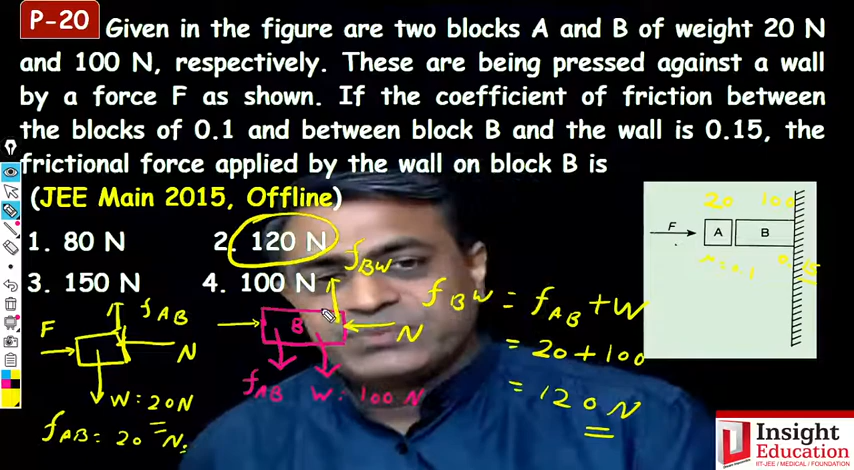 P-20 Given in the figure are two blocks A and B of weight 20 N
and 100 N, respectively. These are being pressed against a wall
by a force F as shown. If the coefficient of friction between
the blocks of 0.1 and between block B and the wall is 0.15, the
frictional force applied by the wall on block B is
(JEE Main 2015, Offline)
1. 80 N 2. 120 N
3. 150 N 4. 100 N
20 100
F A B
μ = 0.1 0.15
F fAB N
W = 20N
fAB = 20 N
fBW
B N
fAB W = 100 N
fBW = fAB + W
= 20 + 100
= 120 N
Insight
Education
IIT-JEE / MEDICAL / FOUNDATION